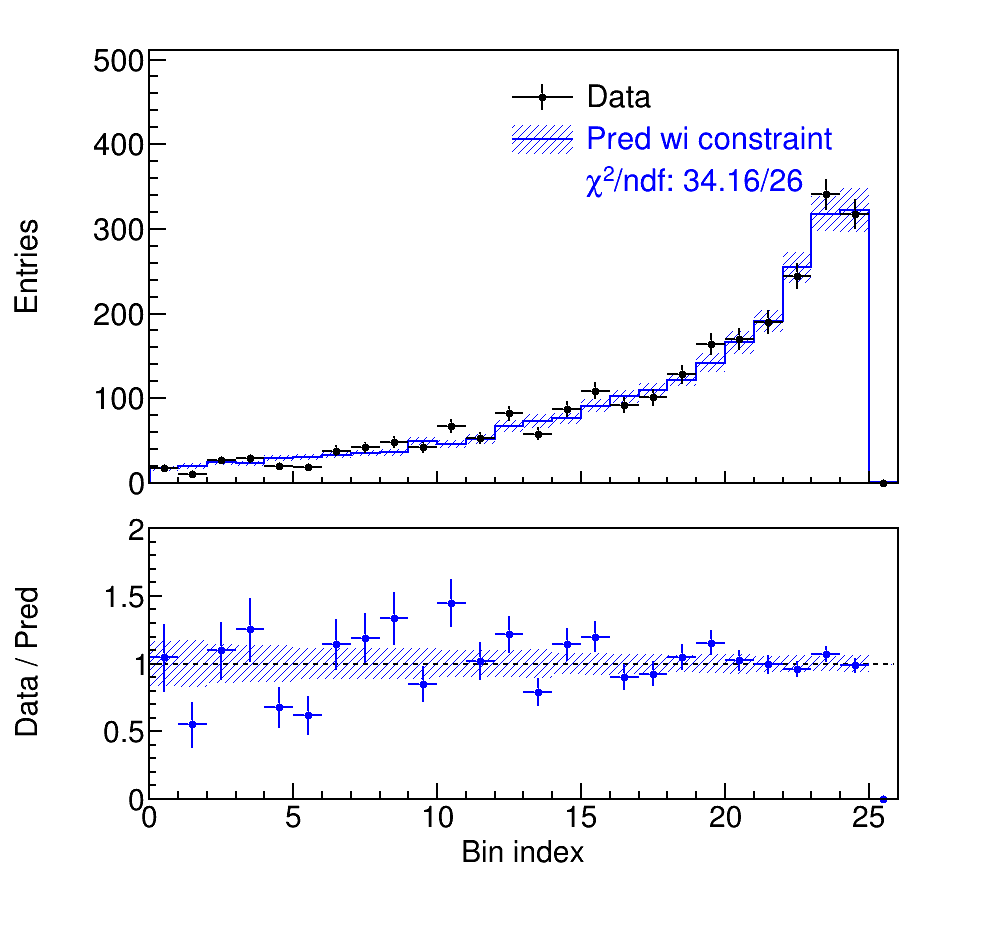 500
400
300
200
100
0
Entries
Data
Pred wi constraint
χ²/ndf: 34.16/26
2
1.5
1
0.5
0
Data / Pred
0 5 10 15 20 25
Bin index